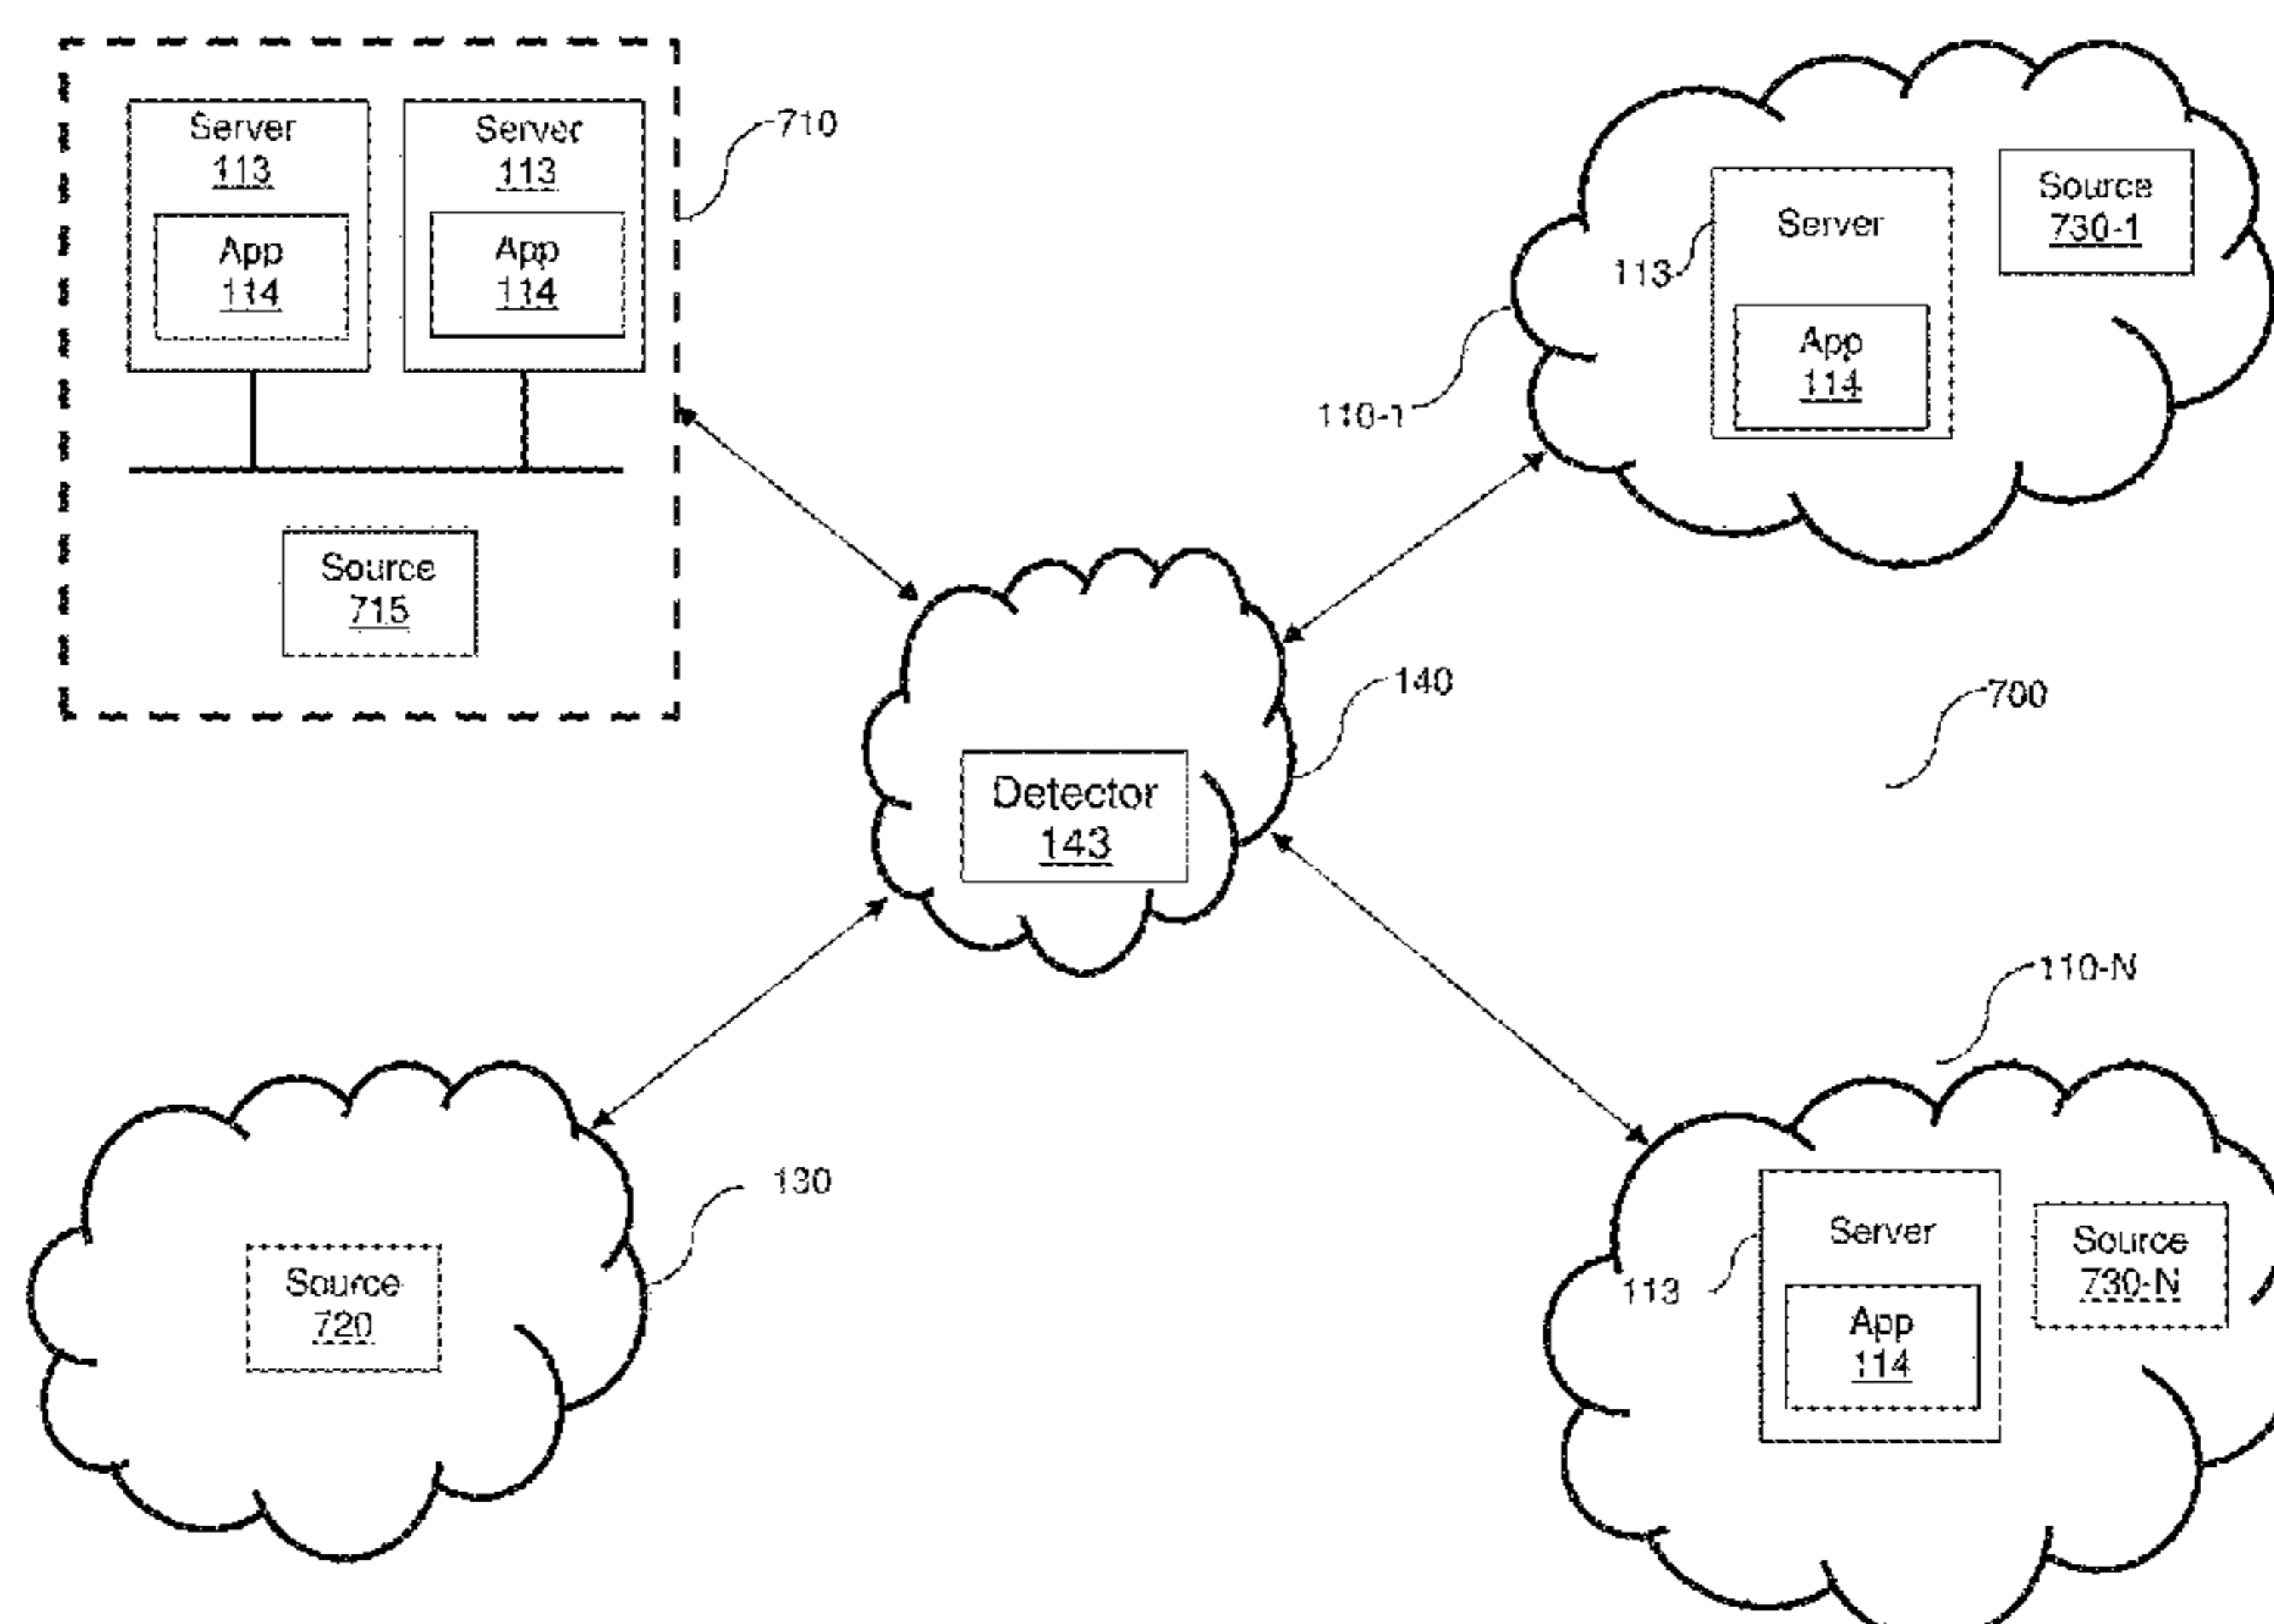 Server
113
App
114
Server
113
App
114
710
Source
715
110-1
113
Server
App
114
Source
730-1
140
Detector
143
700
130
Source
720
110-N
113
Server
App
114
Source
730-N